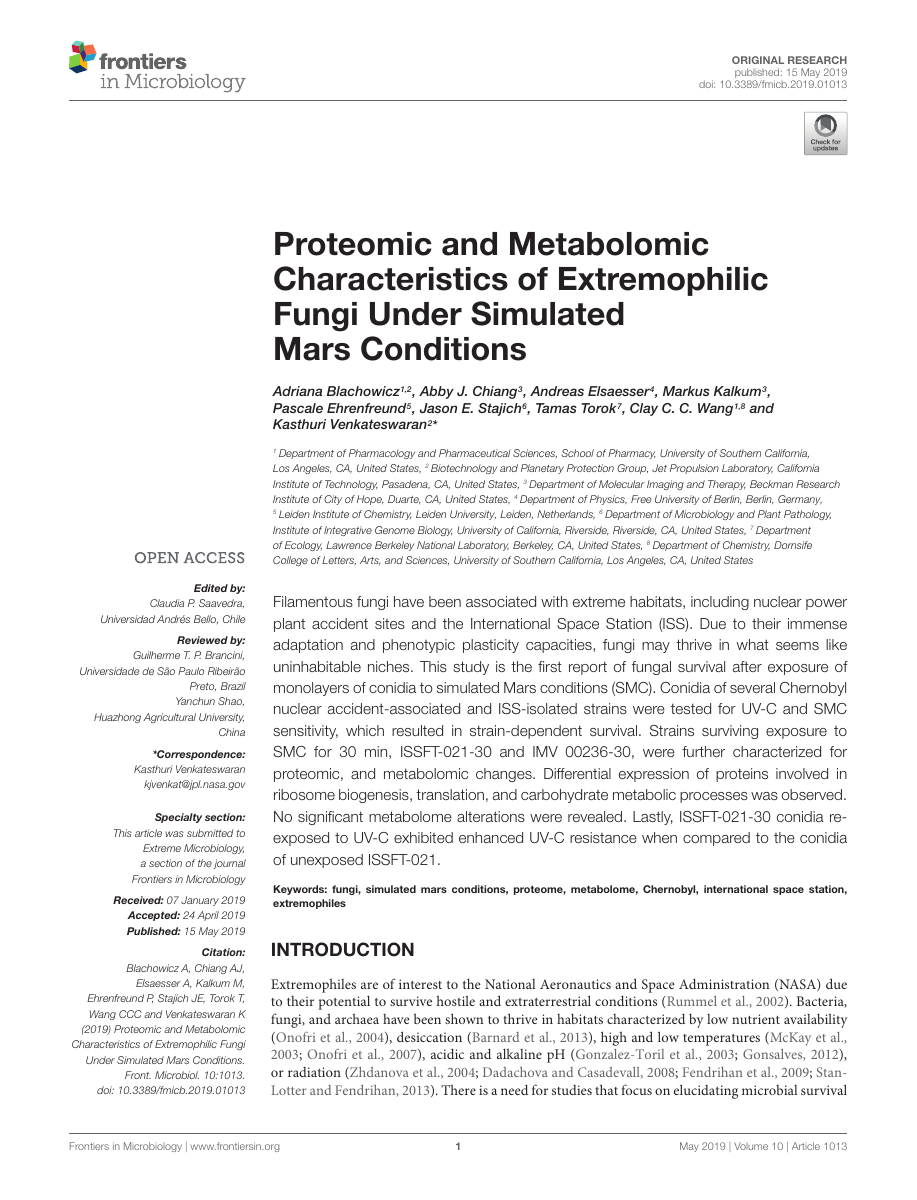 frontiers
in Microbiology
ORIGINAL RESEARCH
published: 15 May 2019
doi: 10.3389/fmicb.2019.01013
Check for
updates
Proteomic and Metabolomic
Characteristics of Extremophilic
Fungi Under Simulated
Mars Conditions
Adriana Blachowicz1,2, Abby J. Chiang3, Andreas Elsaesser4, Markus Kalkum3,
Pascale Ehrenfreund5, Jason E. Stajich6, Tamas Torok7, Clay C. C. Wang1,8 and
Kasthuri Venkateswaran2*
1 Department of Pharmacology and Pharmaceutical Sciences, School of Pharmacy, University of Southern California,
Los Angeles, CA, United States, 2 Biotechnology and Planetary Protection Group, Jet Propulsion Laboratory, California
Institute of Technology, Pasadena, CA, United States, 3 Department of Molecular Imaging and Therapy, Beckman Research
Institute of City of Hope, Duarte, CA, United States, 4 Department of Physics, Free University of Berlin, Berlin, Germany,
5 Leiden Institute of Chemistry, Leiden University, Leiden, Netherlands, 6 Department of Microbiology and Plant Pathology,
Institute of Integrative Genome Biology, University of California, Riverside, Riverside, CA, United States, 7 Department
of Ecology, Lawrence Berkeley National Laboratory, Berkeley, CA, United States, 8 Department of Chemistry, Dornsife
College of Letters, Arts, and Sciences, University of Southern California, Los Angeles, CA, United States
OPEN ACCESS
Edited by:
Claudia P. Saavedra,
Universidad Andrés Bello, Chile
Reviewed by:
Guilherme T. P. Brancini,
Universidade de São Paulo Ribeirão
Preto, Brazil
Yanchun Shao,
Huazhong Agricultural University,
China
*Correspondence:
Kasthuri Venkateswaran
kjvenkat@jpl.nasa.gov
Specialty section:
This article was submitted to
Extreme Microbiology,
a section of the journal
Frontiers in Microbiology
Received: 07 January 2019
Accepted: 24 April 2019
Published: 15 May 2019
Citation:
Blachowicz A, Chiang AJ,
Elsaesser A, Kalkum M,
Ehrenfreund P, Stajich JE, Torok T,
Wang CCC and Venkateswaran K
(2019) Proteomic and Metabolomic
Characteristics of Extremophilic Fungi
Under Simulated Mars Conditions.
Front. Microbiol. 10:1013.
doi: 10.3389/fmicb.2019.01013
Filamentous fungi have been associated with extreme habitats, including nuclear power
plant accident sites and the International Space Station (ISS). Due to their immense
adaptation and phenotypic plasticity capacities, fungi may thrive in what seems like
uninhabitable niches. This study is the first report of fungal survival after exposure of
monolayers of conidia to simulated Mars conditions (SMC). Conidia of several Chernobyl
nuclear accident-associated and ISS-isolated strains were tested for UV-C and SMC
sensitivity, which resulted in strain-dependent survival. Strains surviving exposure to
SMC for 30 min, ISSFT-021-30 and IMV 00236-30, were further characterized for
proteomic, and metabolomic changes. Differential expression of proteins involved in
ribosome biogenesis, translation, and carbohydrate metabolic processes was observed.
No significant metabolome alterations were revealed. Lastly, ISSFT-021-30 conidia re-
exposed to UV-C exhibited enhanced UV-C resistance when compared to the conidia
of unexposed ISSFT-021.
Keywords: fungi, simulated mars conditions, proteome, metabolome, Chernobyl, international space station,
extremophiles
INTRODUCTION
Extremophiles are of interest to the National Aeronautics and Space Administration (NASA) due
to their potential to survive hostile and extraterrestrial conditions (Rummel et al., 2002). Bacteria,
fungi, and archaea have been shown to thrive in habitats characterized by low nutrient availability
(Onofri et al., 2004), desiccation (Barnard et al., 2013), high and low temperatures (McKay et al.,
2003; Onofri et al., 2007), acidic and alkaline pH (Gonzalez-Toril et al., 2003; Gonsalves, 2012),
or radiation (Zhdanova et al., 2004; Dadachova and Casadevall, 2008; Fendrihan et al., 2009; Stan-
Lotter and Fendrihan, 2013). There is a need for studies that focus on elucidating microbial survival
Frontiers in Microbiology | www.frontiersin.org
1
May 2019 | Volume 10 | Article 1013